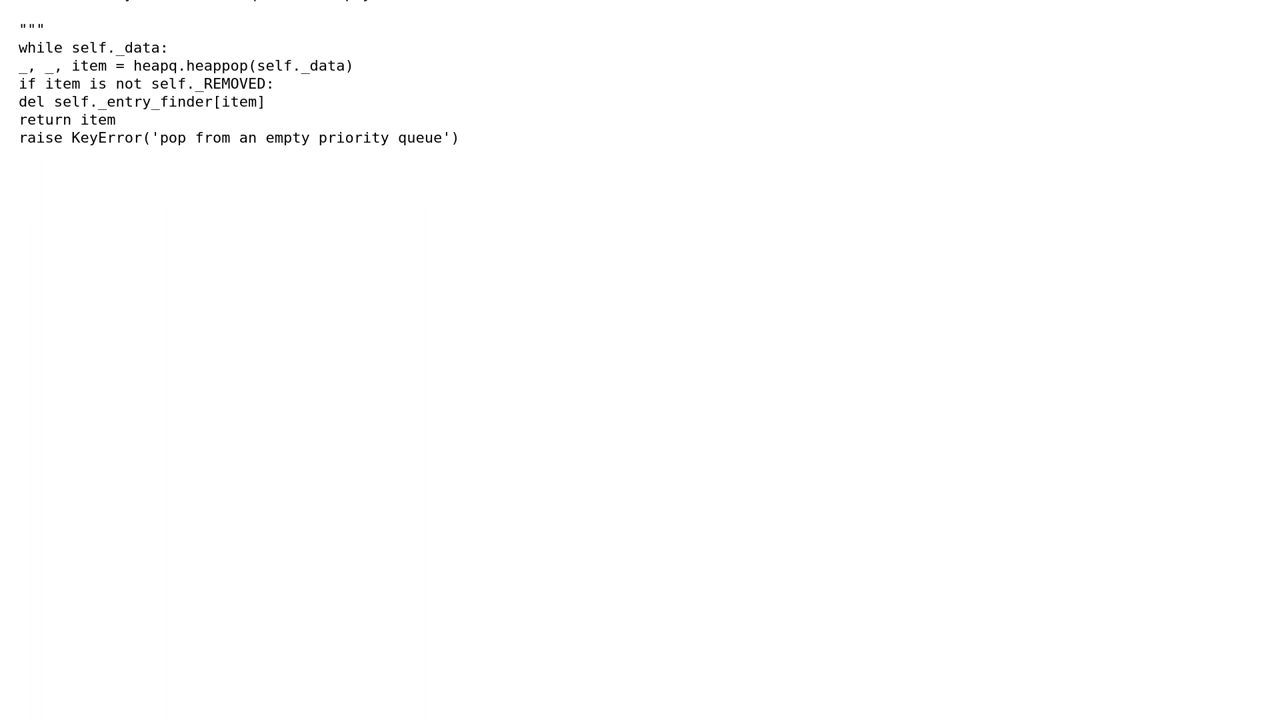 """
while self._data:
_, _, item = heapq.heappop(self._data)
if item is not self._REMOVED:
del self._entry_finder[item]
return item
raise KeyError('pop from an empty priority queue')